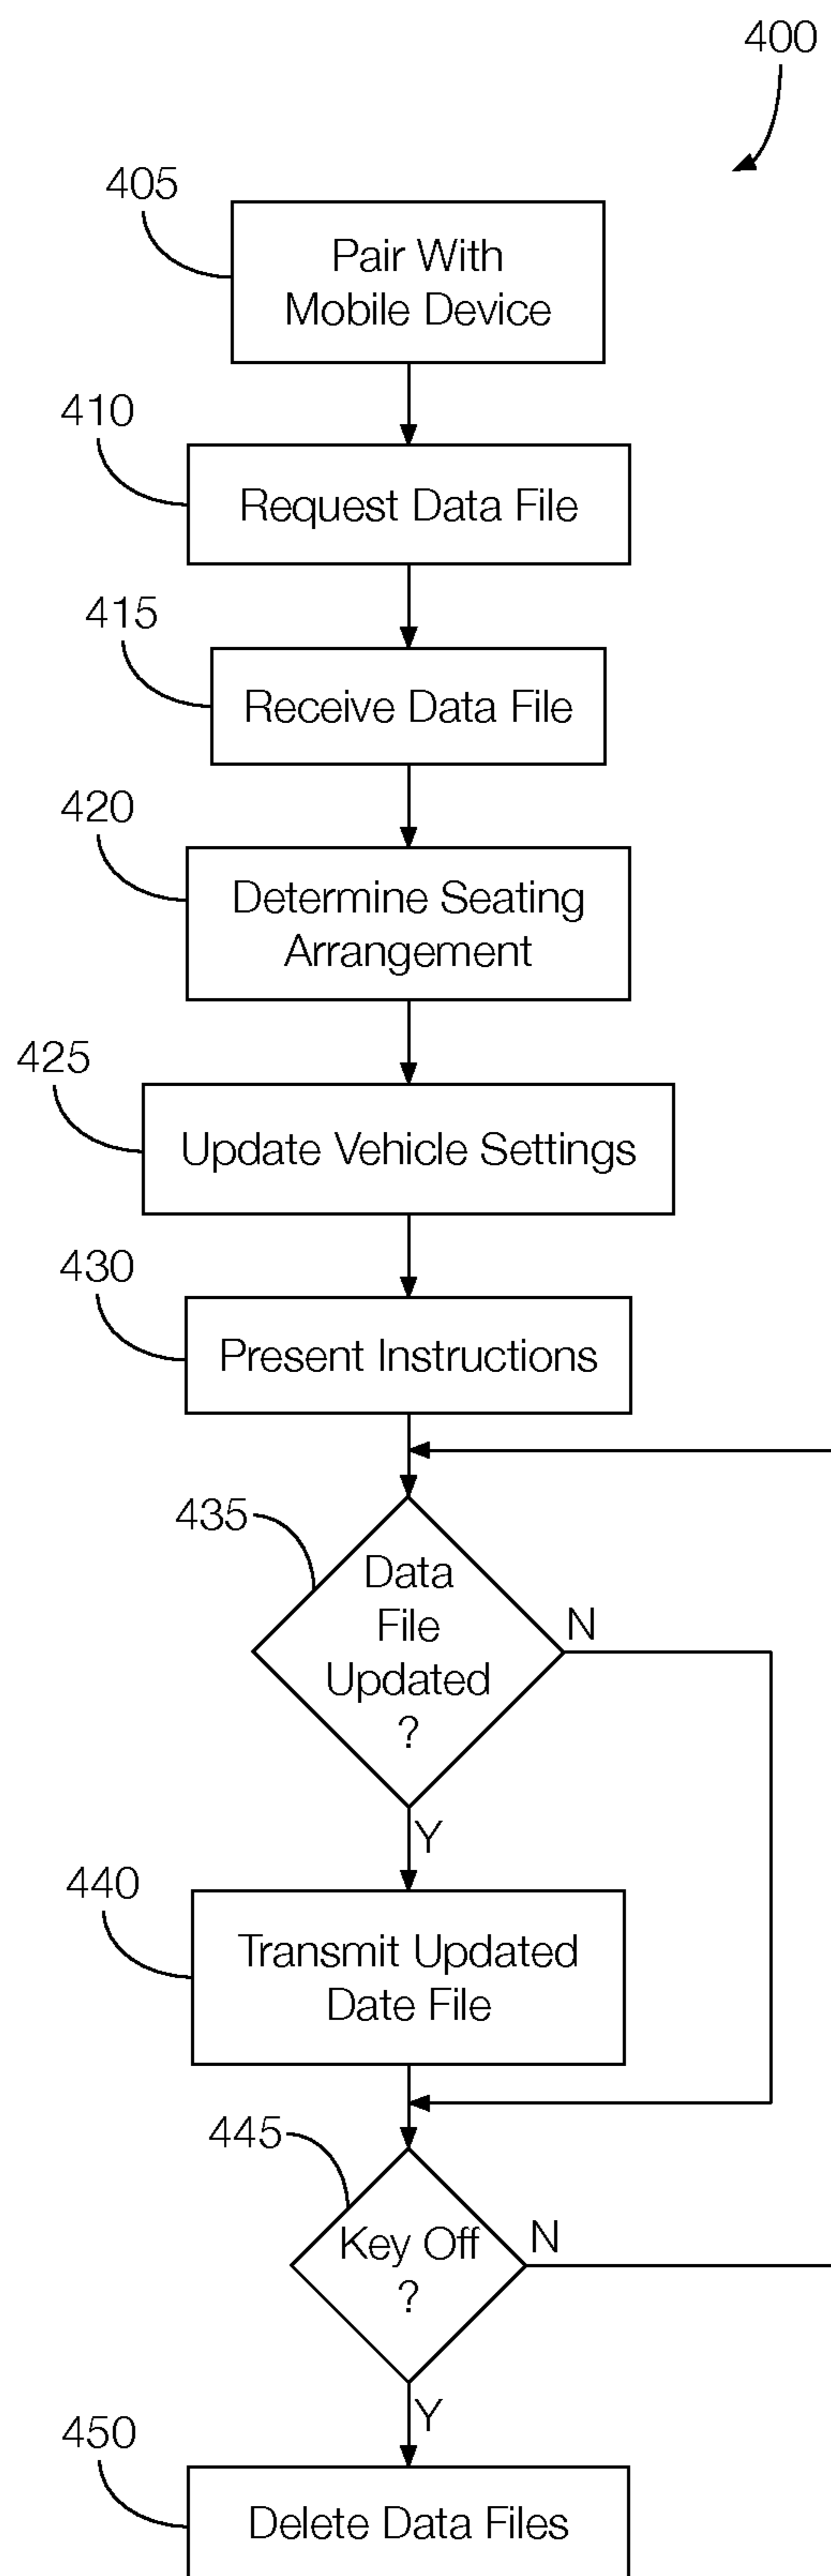 400
405
Pair With
Mobile Device
410
Request Data File
415
Receive Data File
420
Determine Seating
Arrangement
425
Update Vehicle Settings
430
Present Instructions
435
Data
File
Updated
?
N
Y
440
Transmit Updated
Date File
445
Key Off
?
N
Y
450
Delete Data Files